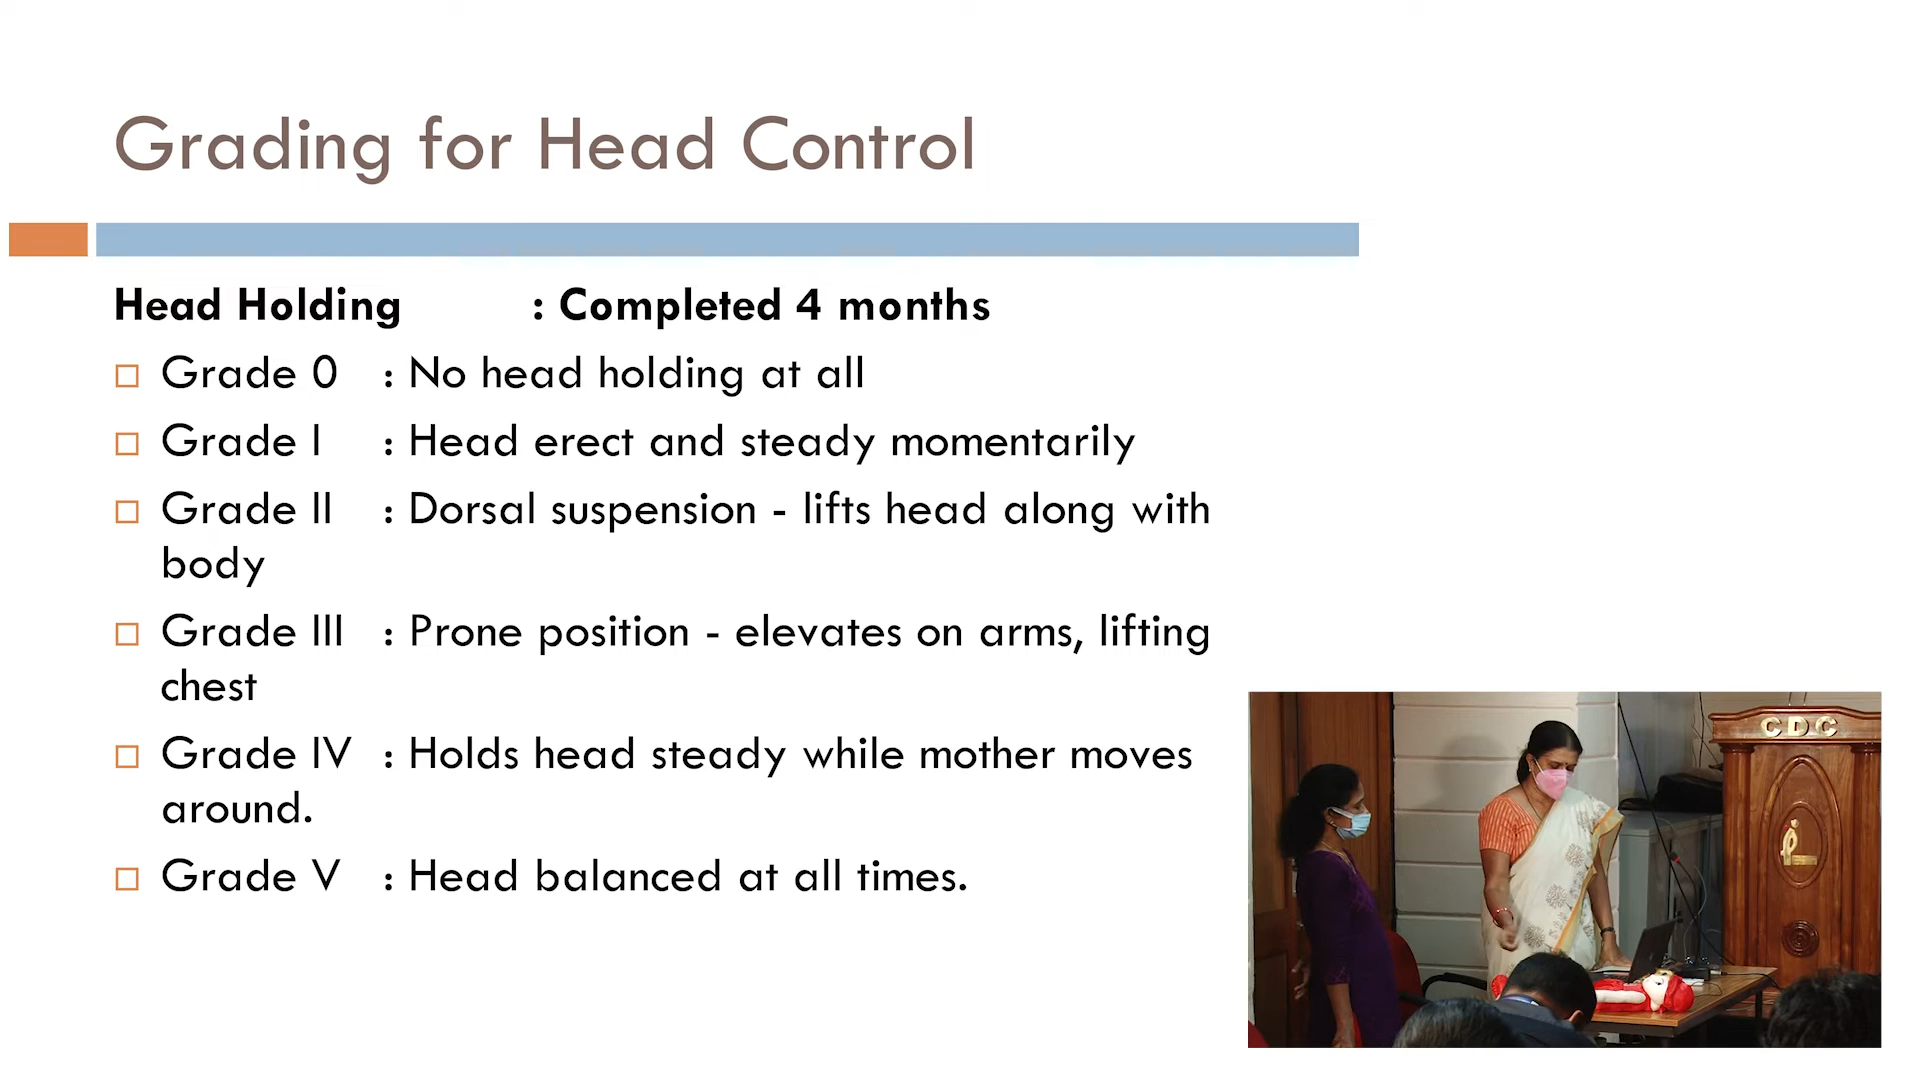 Grading for Head Control
Head Holding : Completed 4 months
Grade 0 : No head holding at all
Grade I : Head erect and steady momentarily
Grade II : Dorsal suspension - lifts head along with
body
Grade III : Prone position - elevates on arms, lifting
chest
Grade IV : Holds head steady while mother moves
around.
Grade V : Head balanced at all times.
CDC